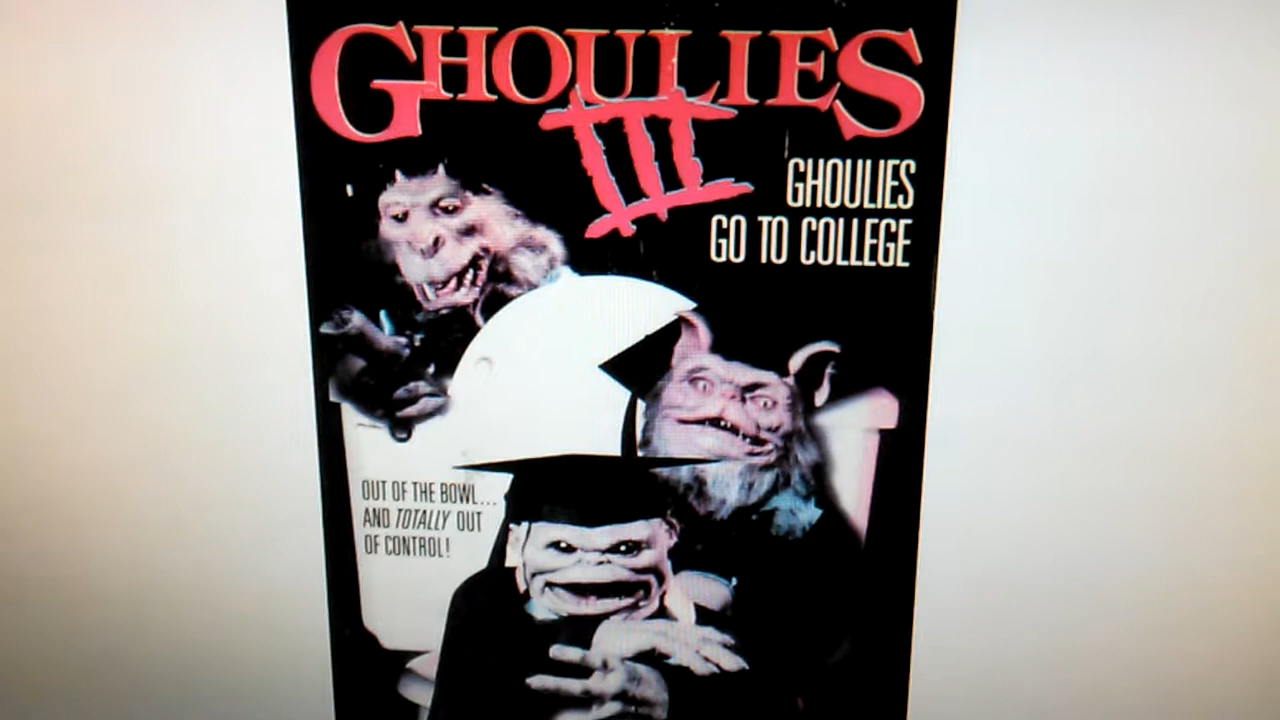 GHOULIES
III
GHOULIES
GO TO COLLEGE
OUT OF THE BOWL...
AND TOTALLY OUT
OF CONTROL!